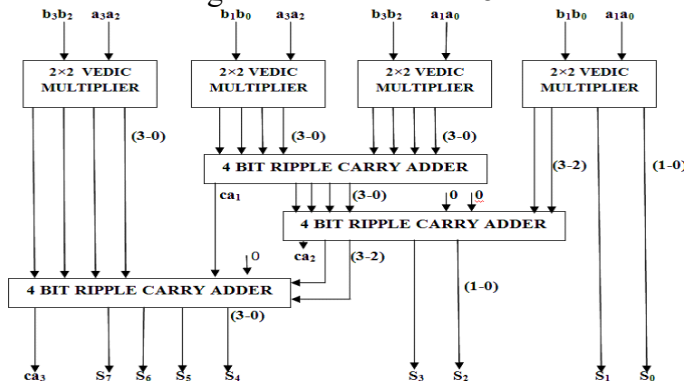 b₃b₂ a₃a₂ b₁b₀ a₃a₂ b₃b₂ a₁a₀ b₁b₀ a₁a₀
2×2 VEDIC MULTIPLIER
2×2 VEDIC MULTIPLIER
2×2 VEDIC MULTIPLIER
2×2 VEDIC MULTIPLIER
(3-0) (3-0) (3-0) (3-2) (1-0)
4 BIT RIPPLE CARRY ADDER
ca₁ (3-0) 0 0
4 BIT RIPPLE CARRY ADDER
0 ca₂ (3-2) (1-0)
4 BIT RIPPLE CARRY ADDER
(3-0)
ca₃ S₇ S₆ S₅ S₄ S₃ S₂ S₁ S₀